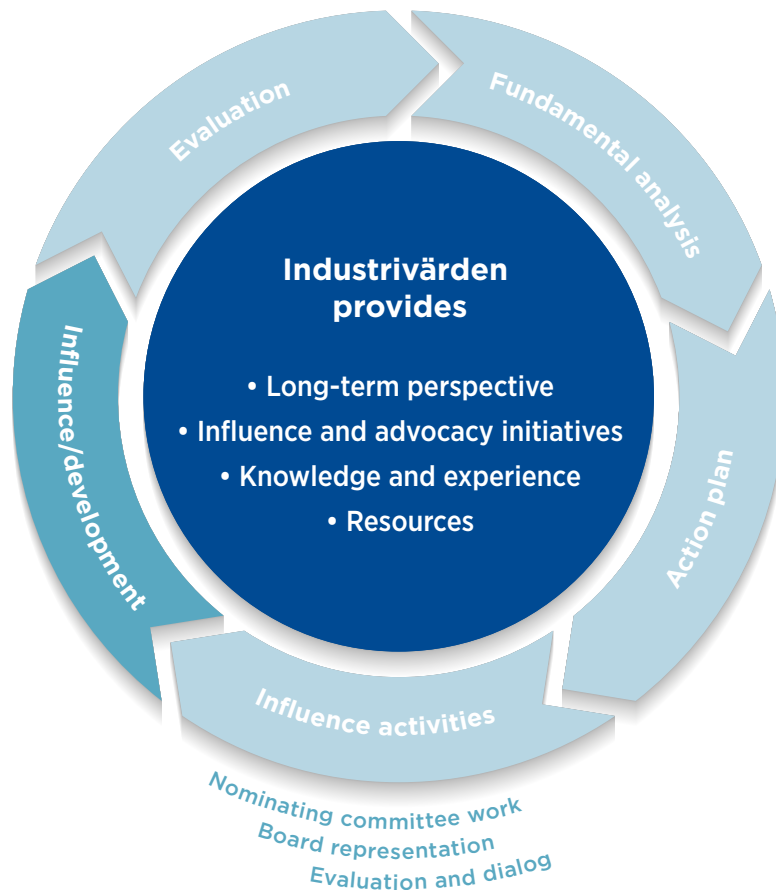 Evaluation
Fundamental analysis
Industrivärden
provides
• Long-term perspective
• Influence and advocacy initiatives
• Knowledge and experience
• Resources
Influence/development
Action plan
Influence activities
Nominating committee work
Board representation
Evaluation and dialog